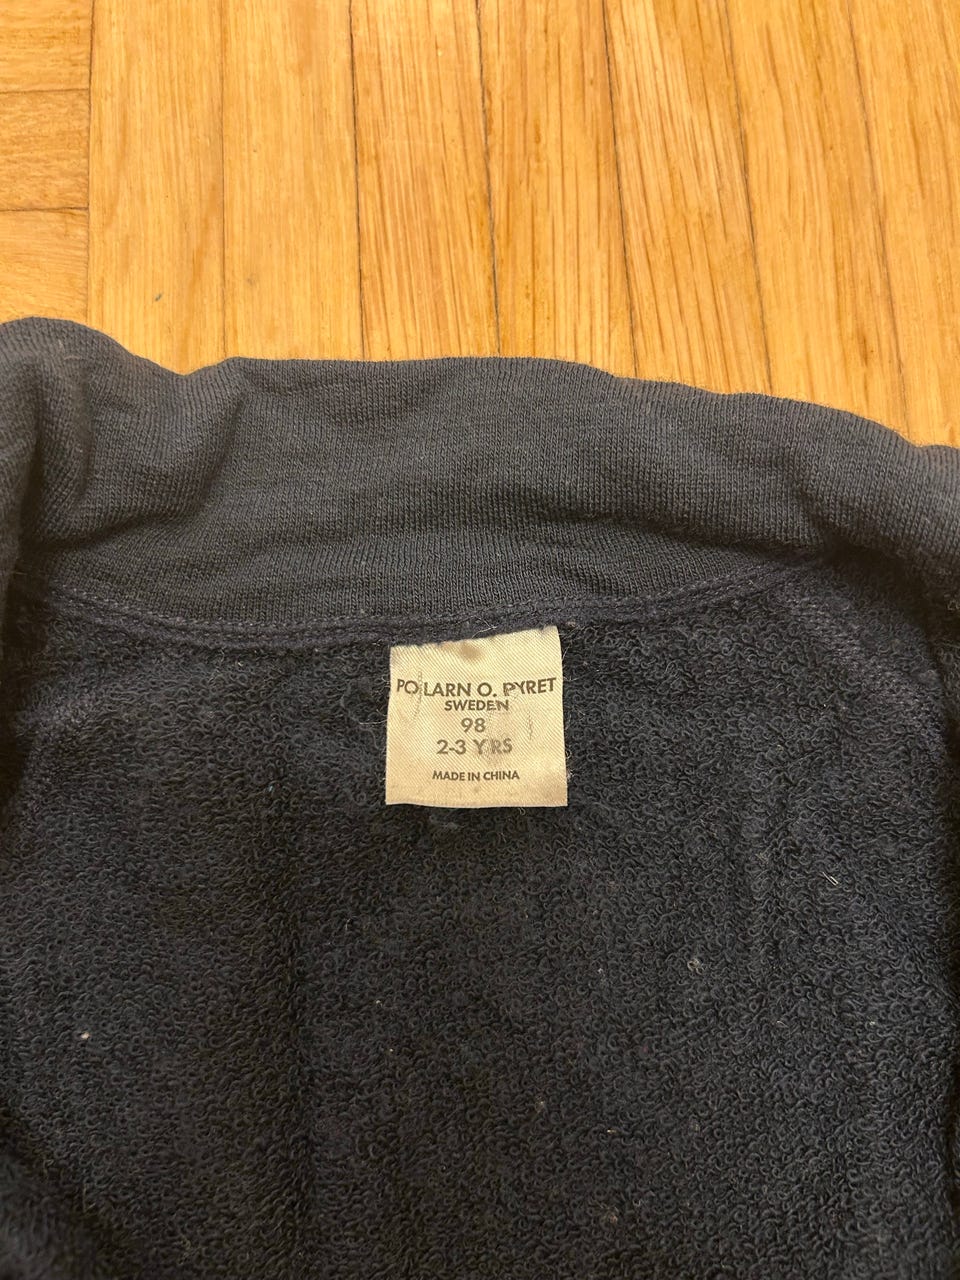 POLARN O. PYRET
SWEDEN
98
2-3 YRS
MADE IN CHINA